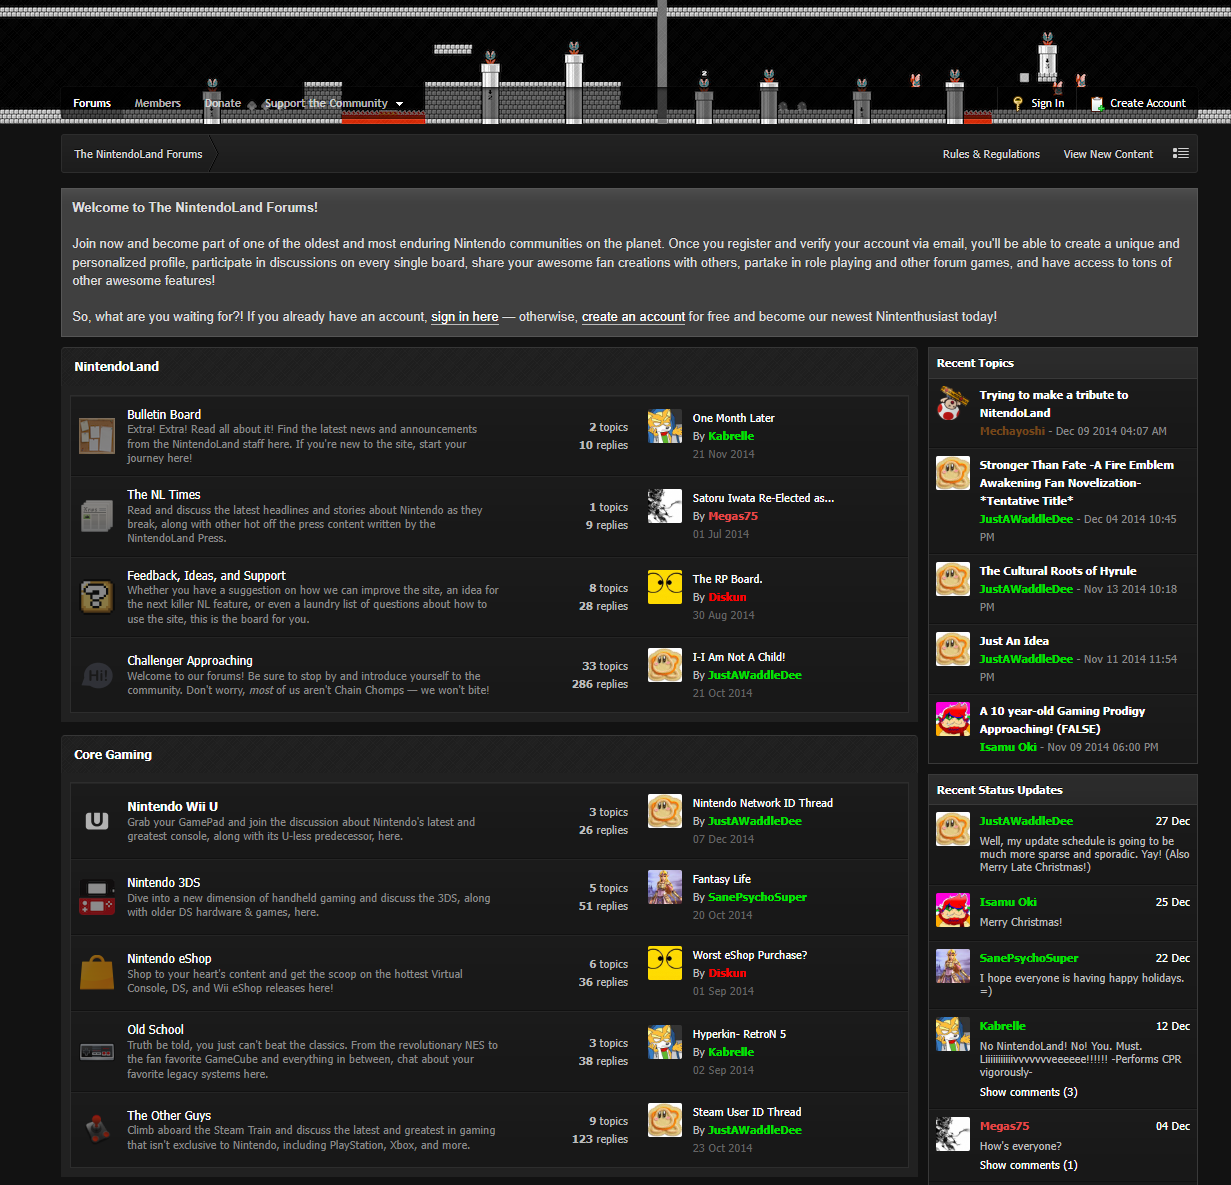 Forums
Members
Donate
Support the Community
Sign In
Create Account
The NintendoLand Forums
Rules & Regulations
View New Content
Welcome to The NintendoLand Forums!
Join now and become part of one of the oldest and most enduring Nintendo communities on the planet. Once you register and verify your account via email, you'll be able to create a unique and
personalized profile, participate in discussions on every single board, share your awesome fan creations with others, partake in role playing and other forum games, and have access to tons of
other awesome features!
So, what are you waiting for?! If you already have an account, sign in here — otherwise, create an account for free and become our newest Nintenthusiast today!
NintendoLand
Bulletin Board
Extra! Extra! Read all about it! Find the latest news and announcements
from the NintendoLand staff here. If you're new to the site, start your
journey here!
2 topics
10 replies
One Month Later
By Kabrelle
21 Nov 2014
The NL Times
Read and discuss the latest headlines and stories about Nintendo as they
break, along with other hot off the press content written by the
NintendoLand Press.
1 topics
9 replies
Satoru Iwata Re-Elected as...
By Megas75
01 Jul 2014
Feedback, Ideas, and Support
Whether you have a suggestion on how we can improve the site, an idea for
the next killer NL feature, or even a laundry list of questions about how to
use the site, this is the board for you.
8 topics
28 replies
The RP Board.
By Diskun
30 Aug 2014
Hi!
Challenger Approaching
Welcome to our forums! Be sure to stop by and introduce yourself to the
community. Don't worry, most of us aren't Chain Chomps — we won't bite!
33 topics
286 replies
I-I Am Not A Child!
By JustAWaddleDee
21 Oct 2014
Core Gaming
U
Nintendo Wii U
Grab your GamePad and join the discussion about Nintendo's latest and
greatest console, along with its U-less predecessor, here.
3 topics
26 replies
Nintendo Network ID Thread
By JustAWaddleDee
07 Dec 2014
Nintendo 3DS
Dive into a new dimension of handheld gaming and discuss the 3DS, along
with older DS hardware & games, here.
5 topics
51 replies
Fantasy Life
By SanePsychoSuper
20 Oct 2014
Nintendo eShop
Shop to your heart's content and get the scoop on the hottest Virtual
Console, DS, and Wii eShop releases here!
6 topics
36 replies
Worst eShop Purchase?
By Diskun
01 Sep 2014
Old School
Truth be told, you just can't beat the classics. From the revolutionary NES to
the fan favorite GameCube and everything in between, chat about your
favorite legacy systems here.
3 topics
38 replies
Hyperkin- RetroN 5
By Kabrelle
02 Sep 2014
The Other Guys
Climb aboard the Steam Train and discuss the latest and greatest in gaming
that isn't exclusive to Nintendo, including PlayStation, Xbox, and more.
9 topics
123 replies
Steam User ID Thread
By JustAWaddleDee
23 Oct 2014
Recent Topics
Trying to make a tribute to
NitendoLand
Mechayoshi - Dec 09 2014 04:07 AM
Stronger Than Fate -A Fire Emblem
Awakening Fan Novelization-
*Tentative Title*
JustAWaddleDee - Dec 04 2014 10:45
PM
The Cultural Roots of Hyrule
JustAWaddleDee - Nov 13 2014 10:18
PM
Just An Idea
JustAWaddleDee - Nov 11 2014 11:54
PM
A 10 year-old Gaming Prodigy
Approaching! (FALSE)
Isamu Oki - Nov 09 2014 06:00 PM
Recent Status Updates
JustAWaddleDee 27 Dec
Well, my update schedule is going to be
much more sparse and sporadic. Yay! (Also
Merry Late Christmas!)
Isamu Oki 25 Dec
Merry Christmas!
SanePsychoSuper 22 Dec
I hope everyone is having happy holidays.
=)
Kabrelle 12 Dec
No NintendoLand! No! You. Must.
Liiiiiiiiiiivvvvvvveeeeee!!!!!! -Performs CPR
vigorously-
Show comments (3)
Megas75 04 Dec
How's everyone?
Show comments (1)